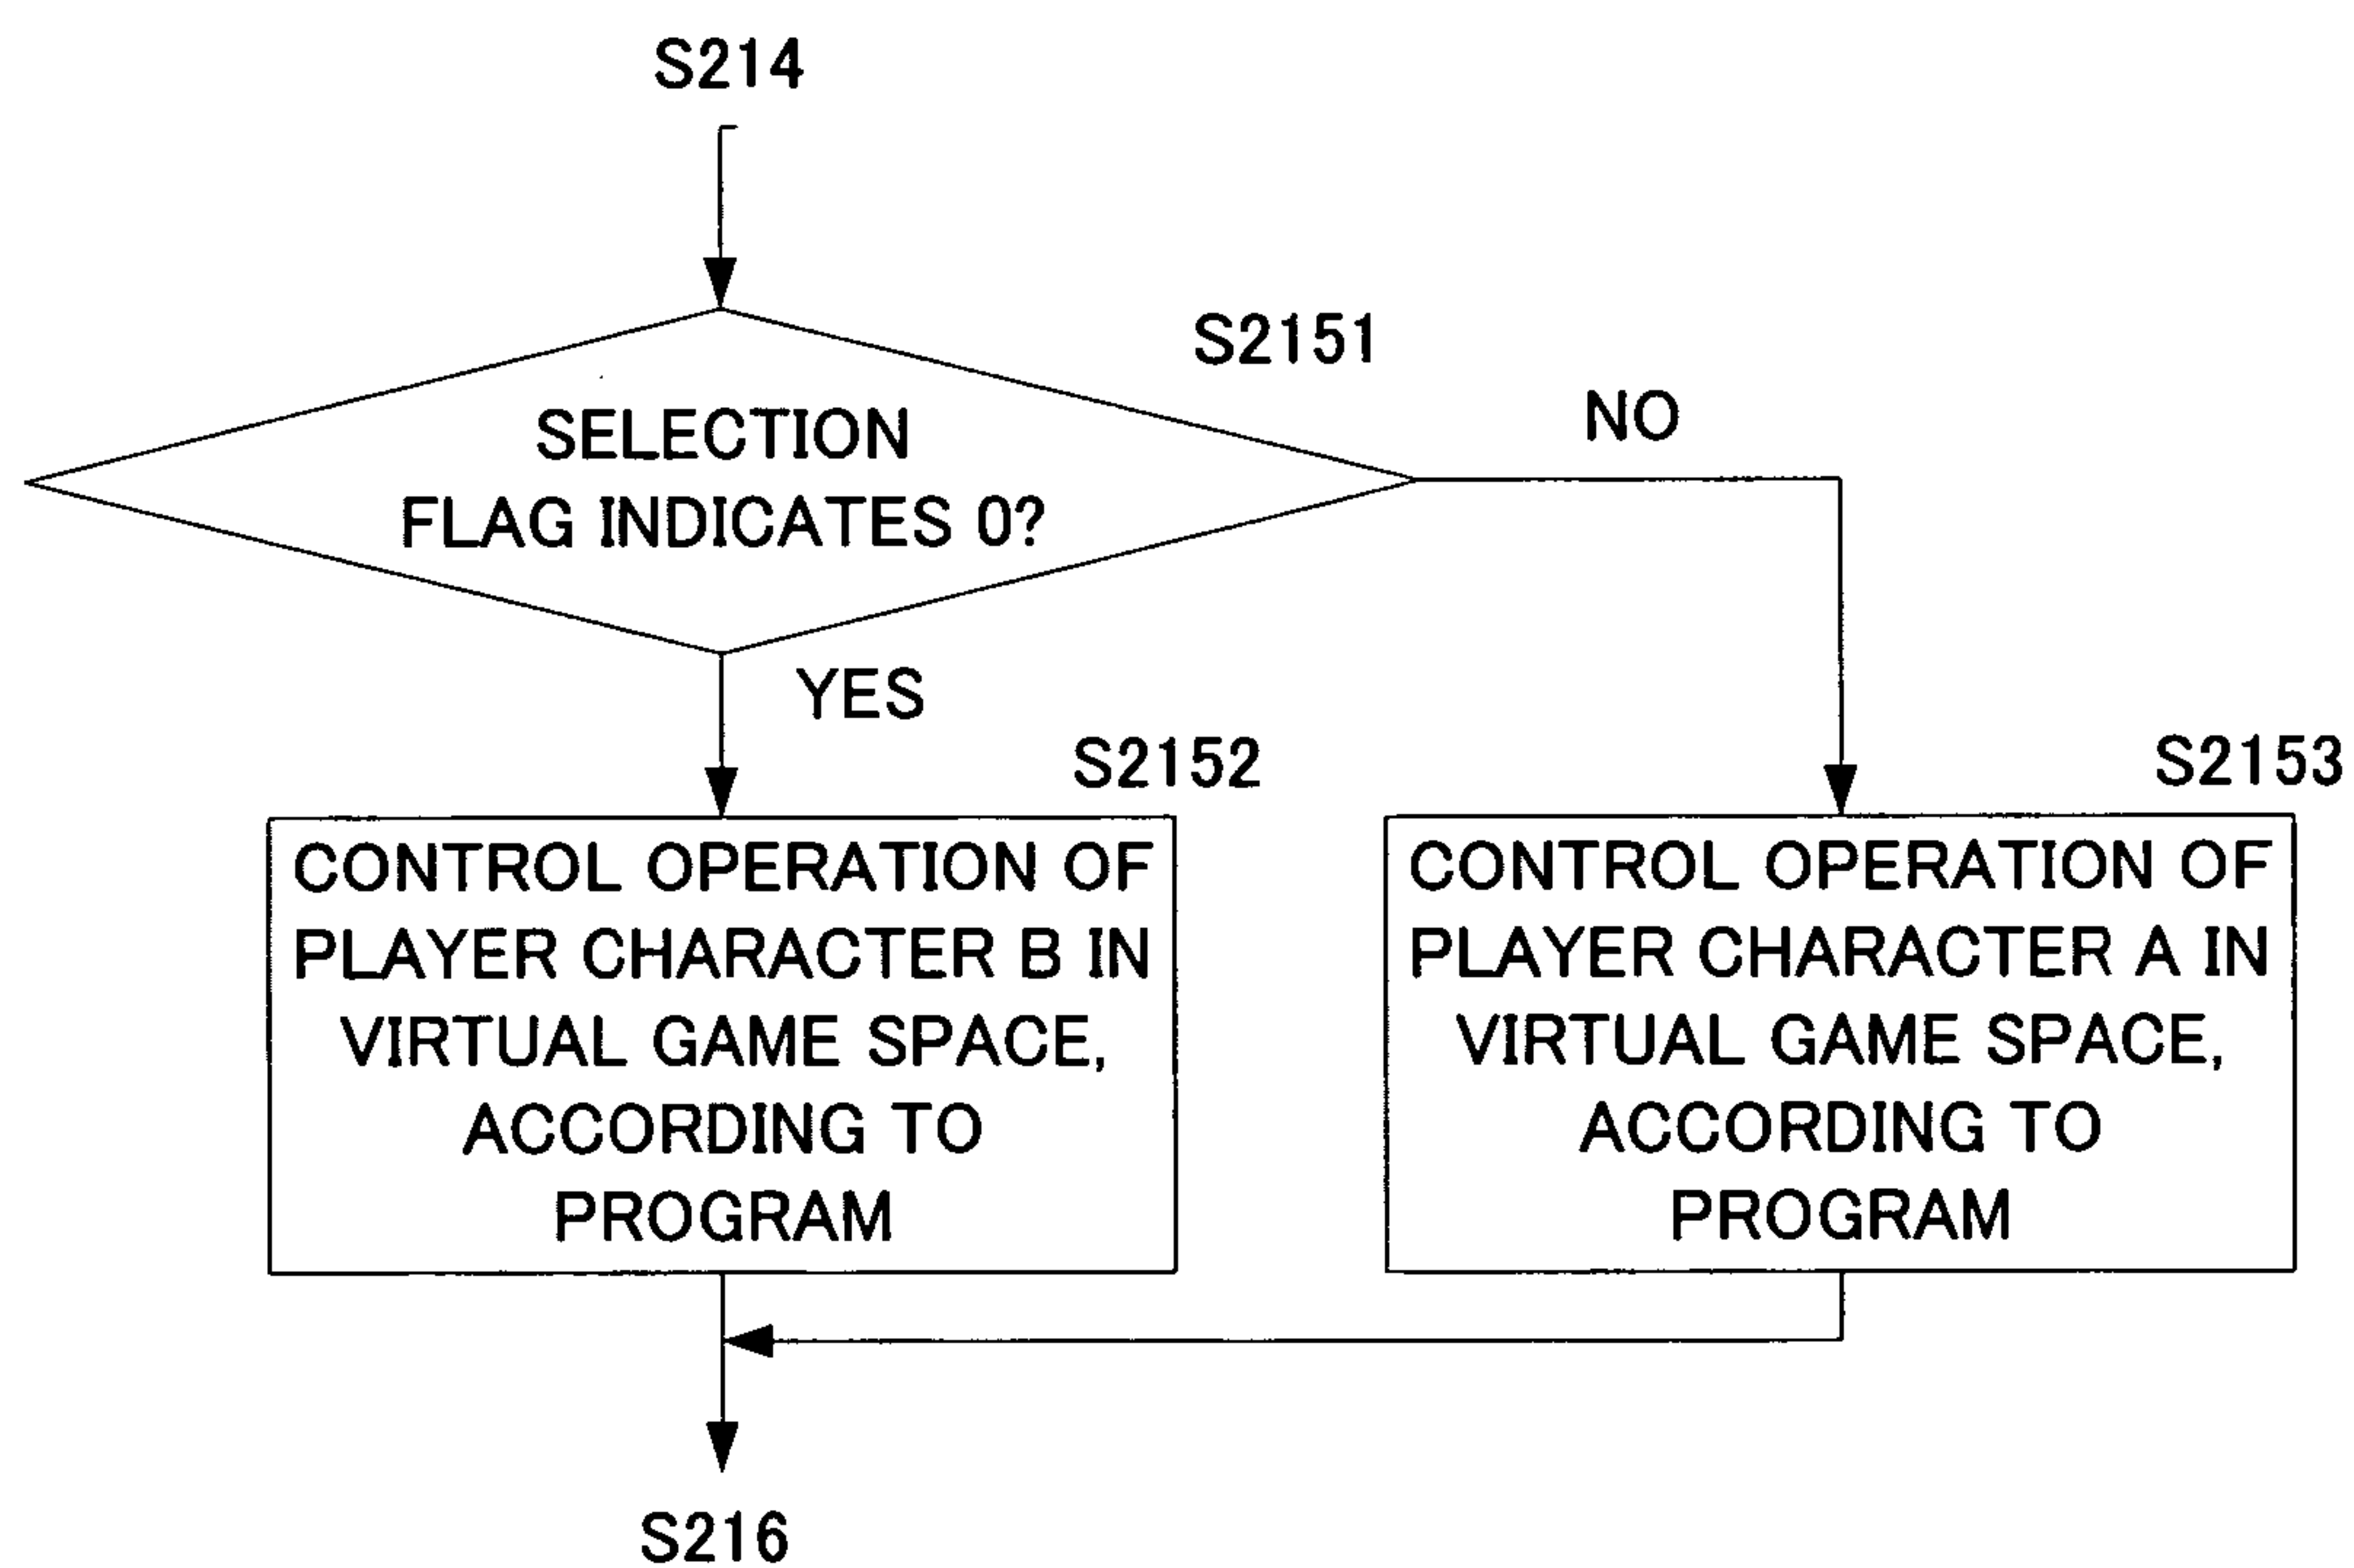 S214
S2151
SELECTION
FLAG INDICATES 0?
NO
YES
S2152
CONTROL OPERATION OF
PLAYER CHARACTER B IN
VIRTUAL GAME SPACE,
ACCORDING TO
PROGRAM
S2153
CONTROL OPERATION OF
PLAYER CHARACTER A IN
VIRTUAL GAME SPACE,
ACCORDING TO
PROGRAM
S216